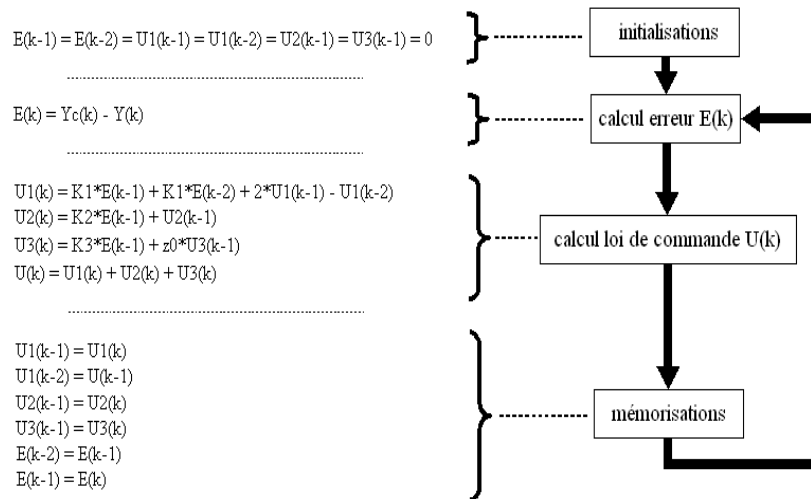 E(k-1) = E(k-2) = U1(k-1) = U1(k-2) = U2(k-1) = U3(k-1) = 0
initialisations
E(k) = Yc(k) - Y(k)
calcul erreur E(k)
U1(k) = K1*E(k-1) + K1*E(k-2) + 2*U1(k-1) - U1(k-2)
U2(k) = K2*E(k-1) + U2(k-1)
U3(k) = K3*E(k-1) + z0*U3(k-1)
U(k) = U1(k) + U2(k) + U3(k)
calcul loi de commande U(k)
U1(k-1) = U1(k)
U1(k-2) = U(k-1)
U2(k-1) = U2(k)
U3(k-1) = U3(k)
E(k-2) = E(k-1)
E(k-1) = E(k)
mémorisations